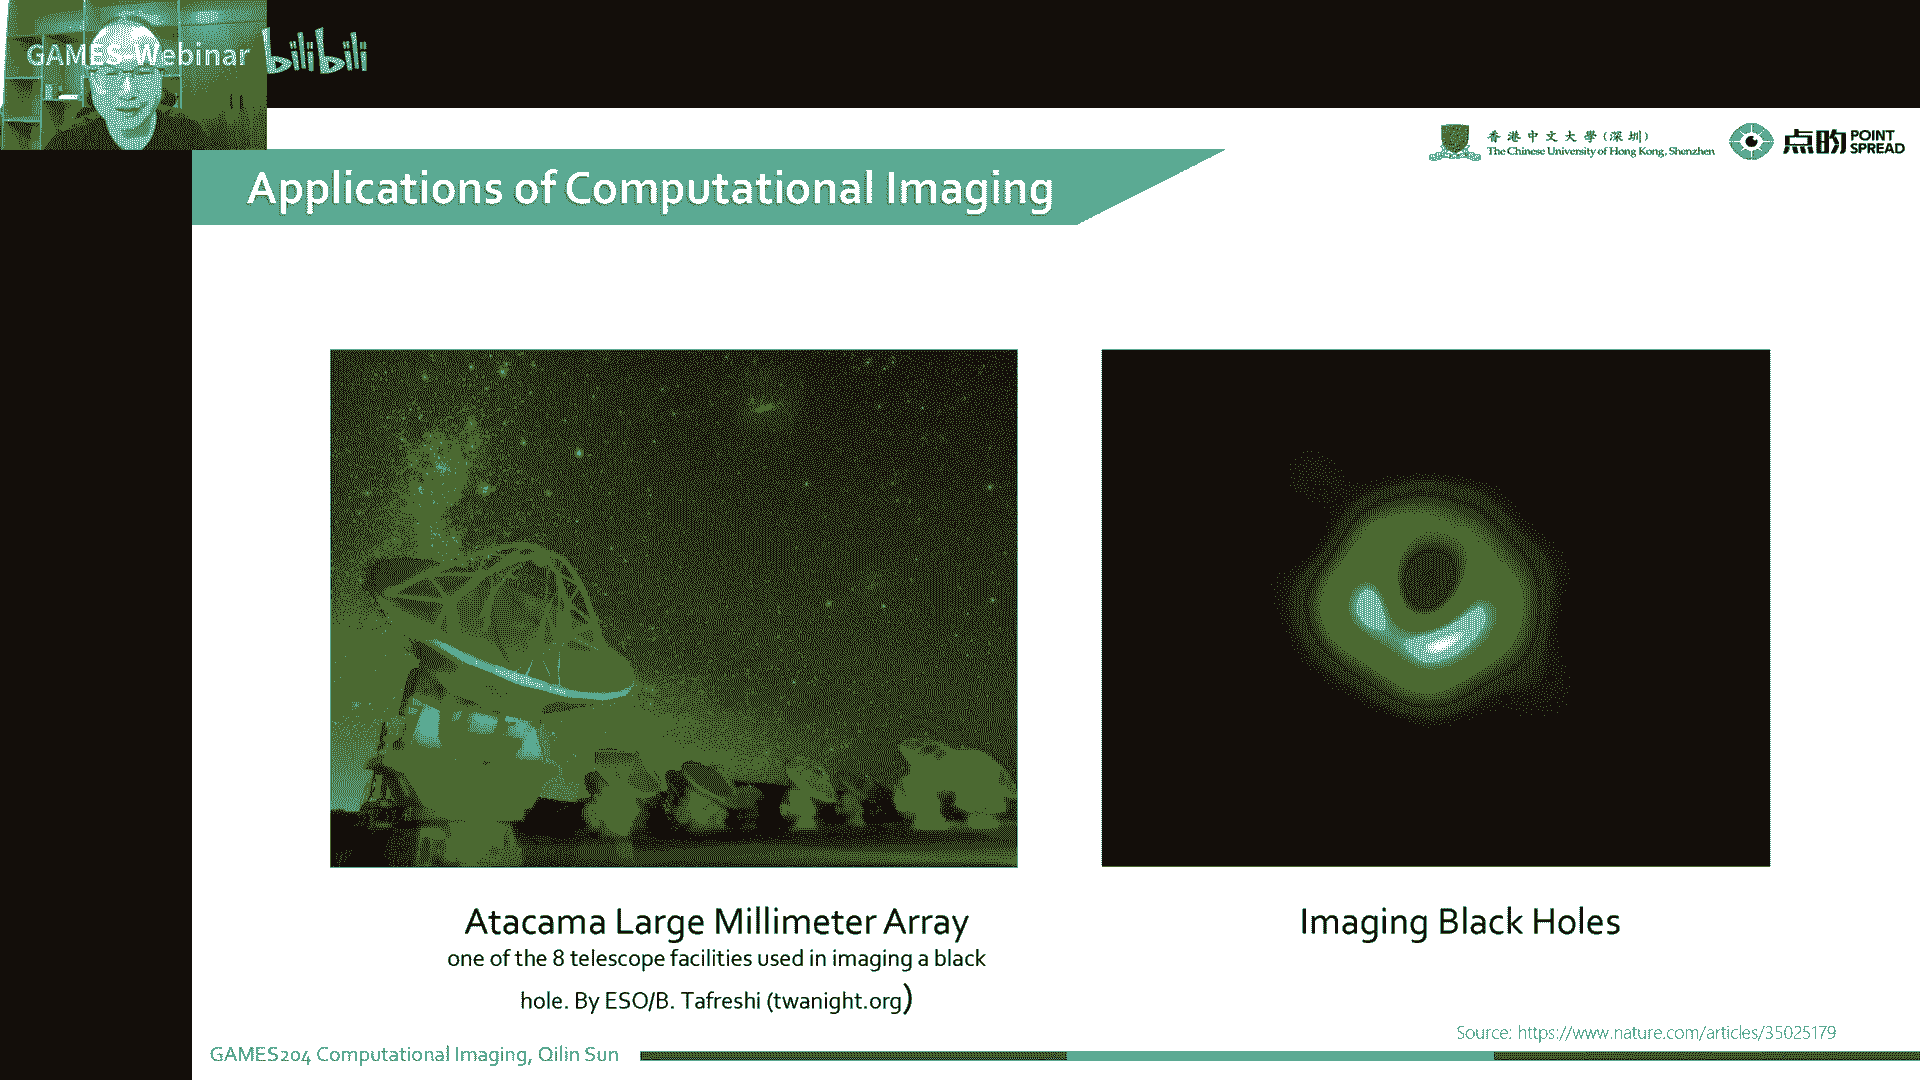 GAMES-Webinar
bilibili
香港中文大學(深圳)
The Chinese University of Hong Kong, Shenzhen
点昀
POINT
SPREAD
Applications of Computational Imaging
Atacama Large Millimeter Array
one of the 8 telescope facilities used in imaging a black
hole. By ESO/B. Tafreshi (twanight.org)
Imaging Black Holes
Source: https://www.nature.com/articles/35025179
GAMES204 Computational Imaging, Qilin Sun